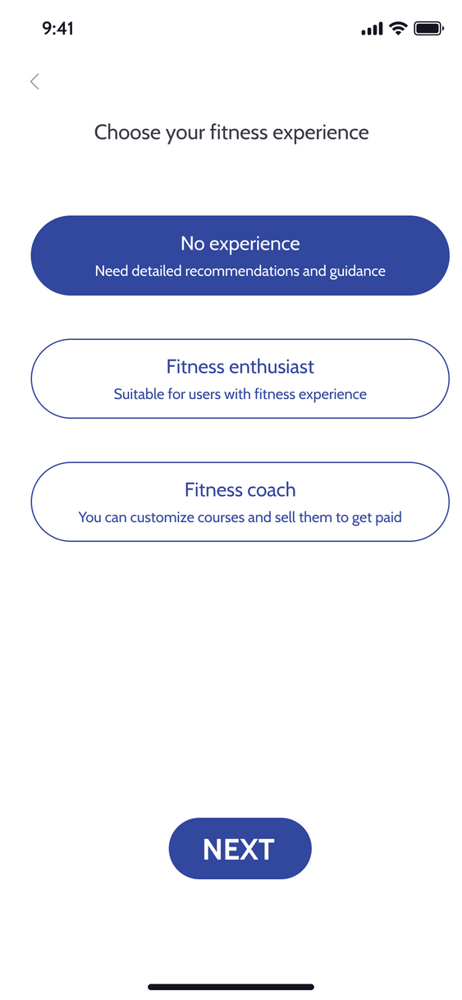 9:41
Choose your fitness experience
No experience
Need detailed recommendations and guidance
Fitness enthusiast
Suitable for users with fitness experience
Fitness coach
You can customize courses and sell them to get paid
NEXT